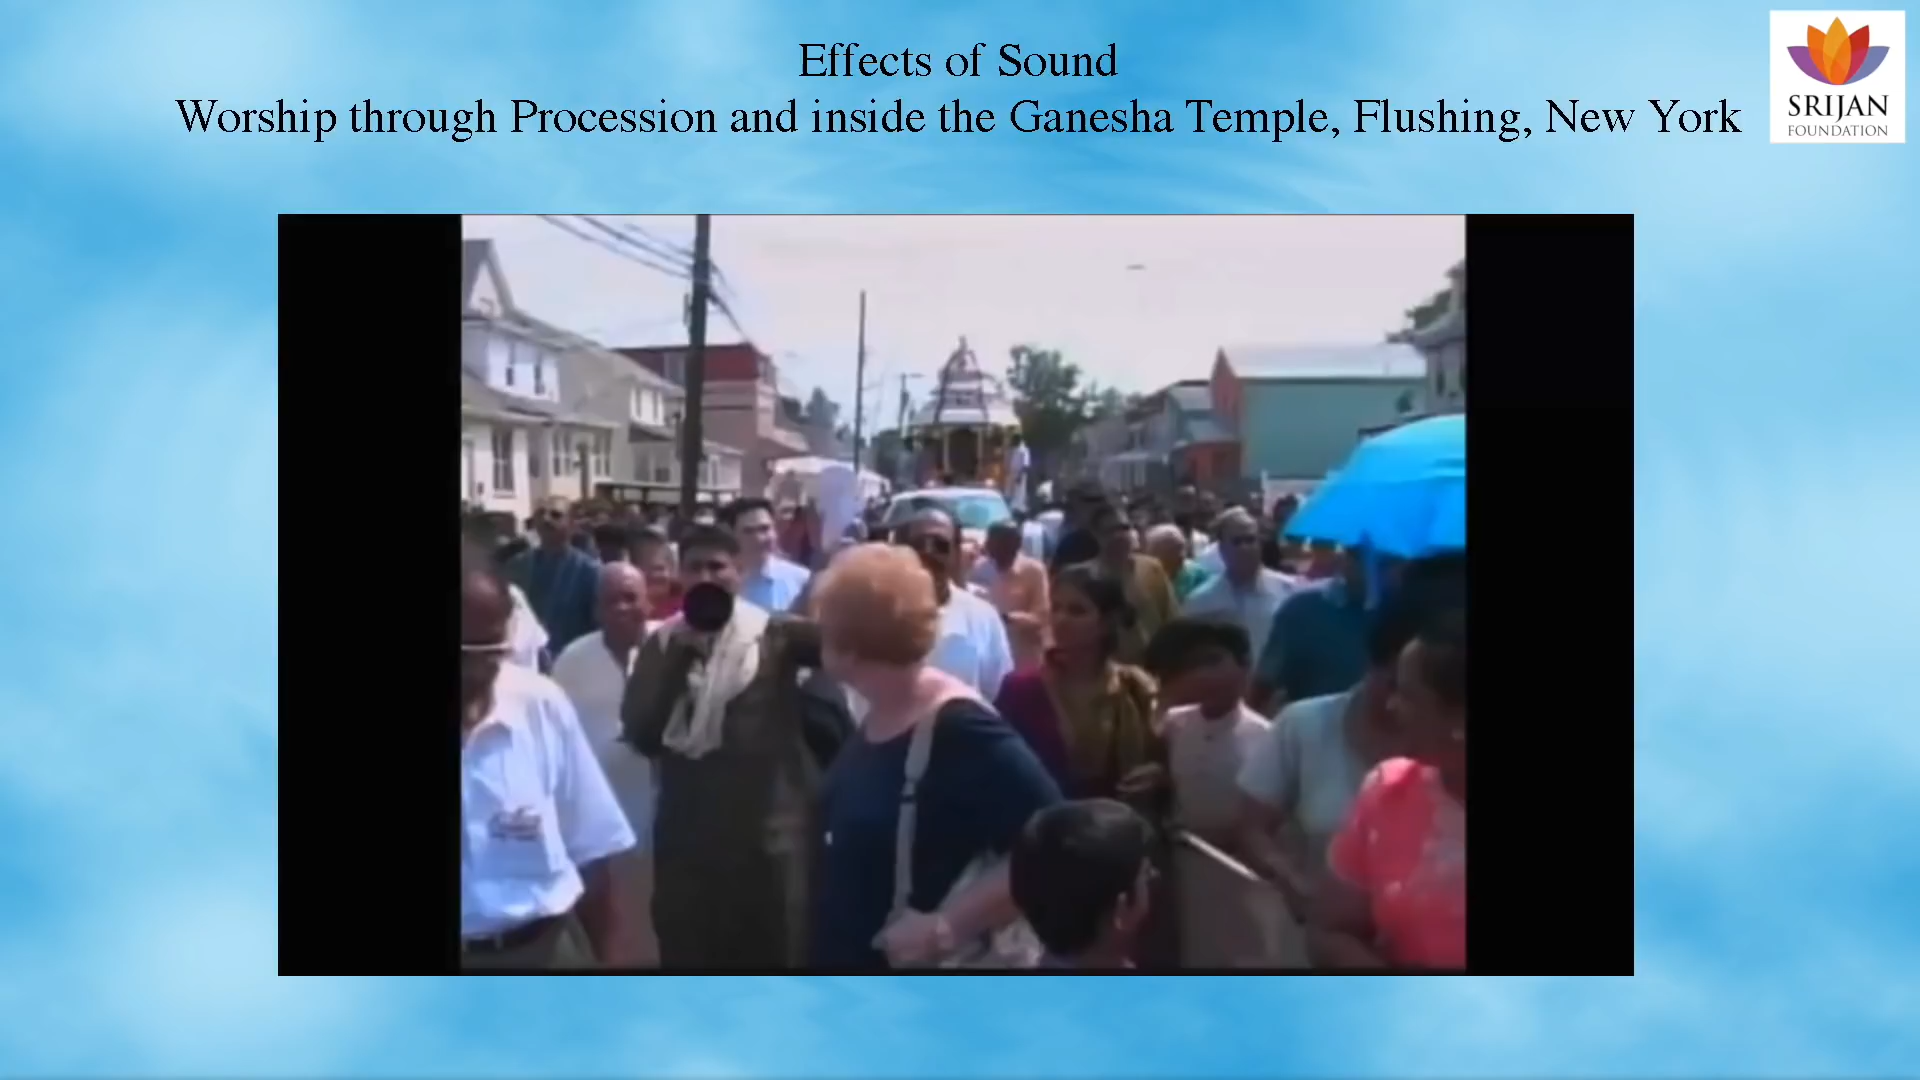 Effects of Sound
Worship through Procession and inside the Ganesha Temple, Flushing, New York
SRIJAN
FOUNDATION